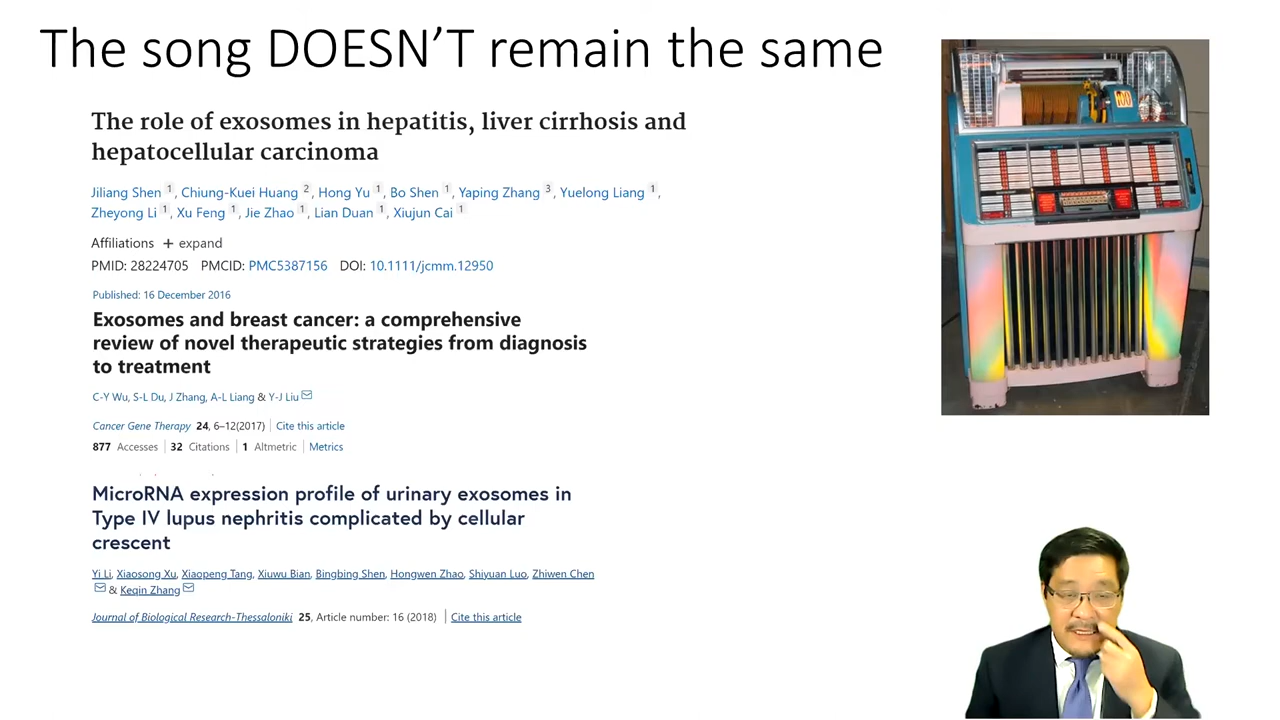 The song DOESN'T remain the same
The role of exosomes in hepatitis, liver cirrhosis and
hepatocellular carcinoma
Jiliang Shen 1, Chiung-Kuei Huang 2, Hong Yu 1, Bo Shen 1, Yaping Zhang 3, Yuelong Liang 1,
Zheyong Li 1, Xu Feng 1, Jie Zhao 1, Lian Duan 1, Xiujun Cai 1
Affiliations + expand
PMID: 28224705 PMCID: PMC5387156 DOI: 10.1111/jcmm.12950
Published: 16 December 2016
Exosomes and breast cancer: a comprehensive
review of novel therapeutic strategies from diagnosis
to treatment
C-Y Wu, S-L Du, J Zhang, A-L Liang & Y-J Liu
Cancer Gene Therapy 24, 6–12(2017) | Cite this article
877 Accesses | 32 Citations | 1 Altmetric | Metrics
MicroRNA expression profile of urinary exosomes in
Type IV lupus nephritis complicated by cellular
crescent
Yi Li, Xiaosong Xu, Xiaopeng Tang, Xiuwu Bian, Bingbing Shen, Hongwen Zhao, Shiyuan Luo, Zhiwen Chen
& Keqin Zhang
Journal of Biological Research-Thessaloniki 25, Article number: 16 (2018) | Cite this article
100